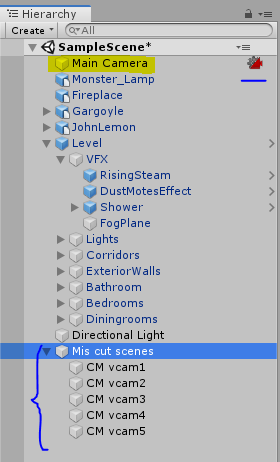 Hierarchy
Create All
SampleScene*
Main Camera
Monster_Lamp
Fireplace
Gargoyle
JohnLemon
Level
VFX
RisingSteam
DustMotesEffect
Shower
FogPlane
Lights
Corridors
ExteriorWalls
Bathroom
Bedrooms
Diningrooms
Directional Light
Mis cut scenes
CM vcam1
CM vcam2
CM vcam3
CM vcam4
CM vcam5